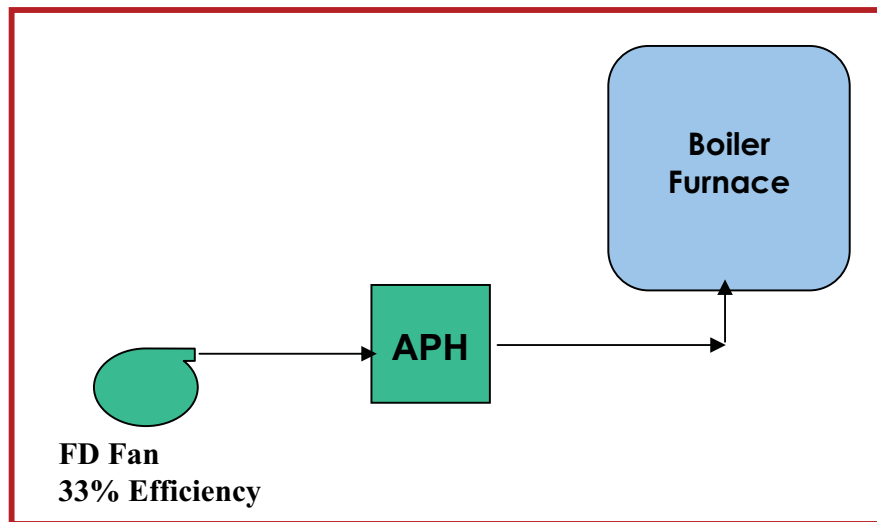 Boiler
Furnace
APH
FD Fan
33% Efficiency